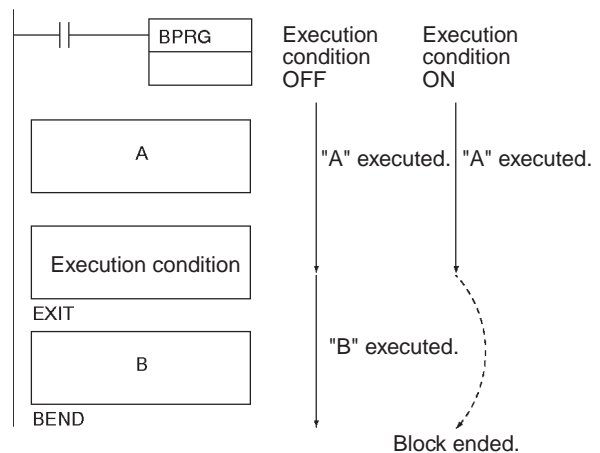 BPRG
Execution
condition
OFF
Execution
condition
ON
A
"A" executed.
"A" executed.
Execution condition
EXIT
B
"B" executed.
BEND
Block ended.